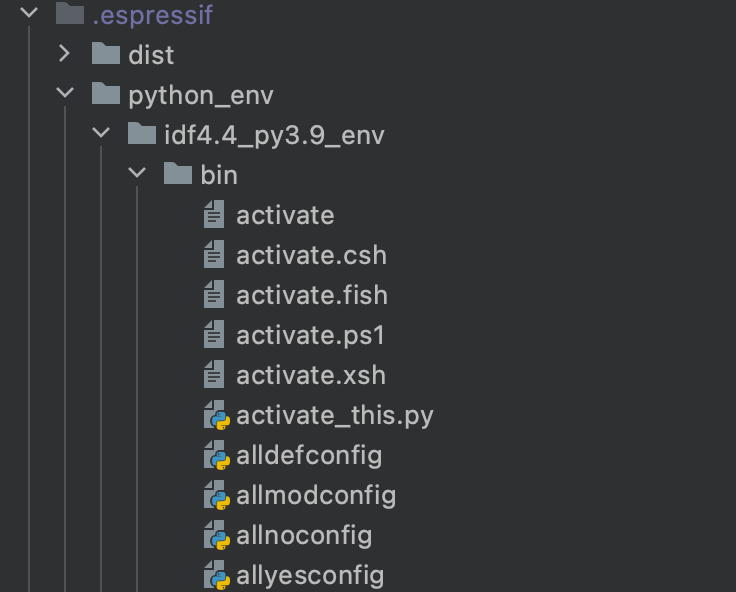 .espressif
dist
python_env
idf4.4_py3.9_env
bin
activate
activate.csh
activate.fish
activate.ps1
activate.xsh
activate_this.py
alldefconfig
allmodconfig
allnoconfig
allyesconfig